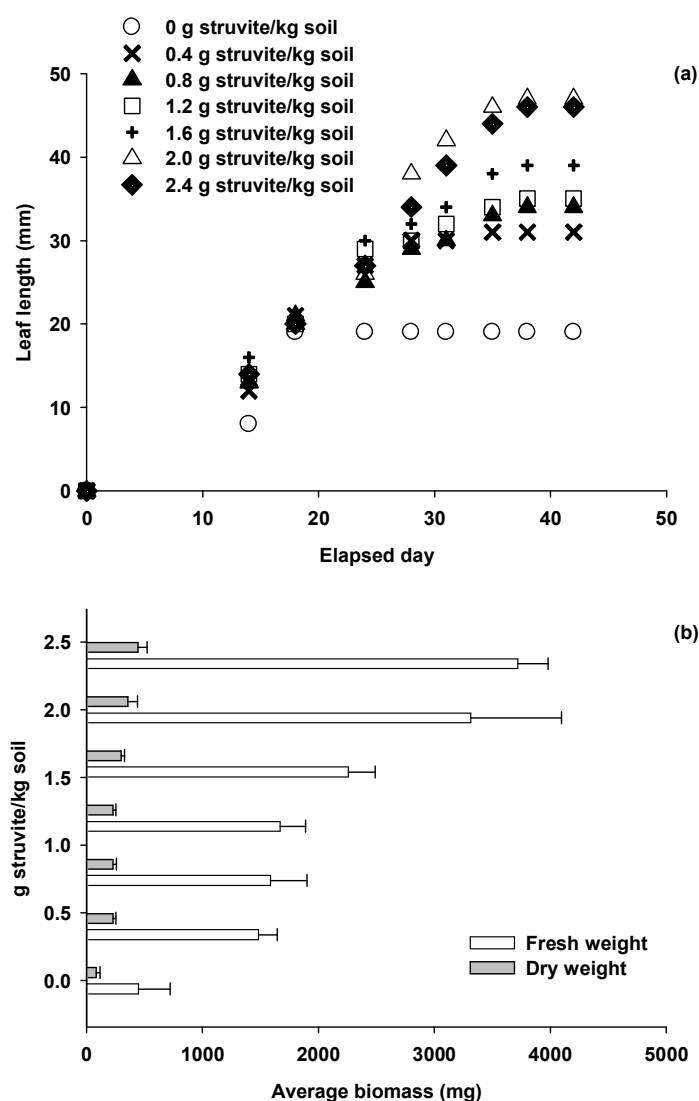 0 g struvite/kg soil
0.4 g struvite/kg soil
0.8 g struvite/kg soil
1.2 g struvite/kg soil
1.6 g struvite/kg soil
2.0 g struvite/kg soil
2.4 g struvite/kg soil
(a)
50
40
30
20
10
0
Leaf length (mm)
0 10 20 30 40 50
Elapsed day
(b)
2.5
2.0
1.5
1.0
0.5
0.0
g struvite/kg soil
Fresh weight
Dry weight
0 1000 2000 3000 4000 5000
Average biomass (mg)